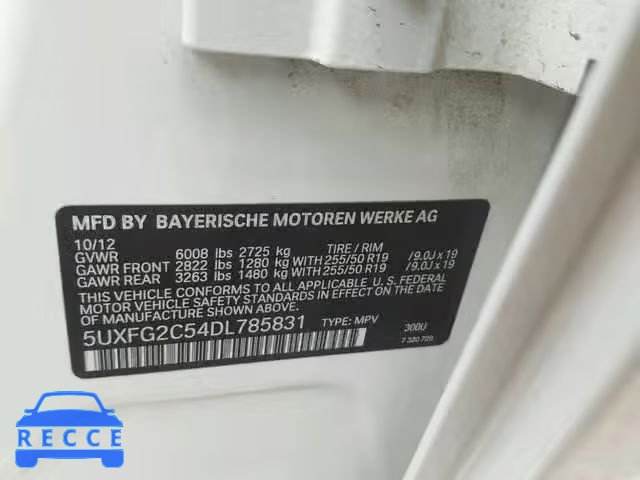 MFD BY BAYERISCHE MOTOREN WERKE AG
10/12
GVWR 6008 lbs 2725 kg TIRE / RIM
GAWR FRONT 2822 lbs 1280 kg WITH 255/50 R19 /9.0J x 19
GAWR REAR 3263 lbs 1480 kg WITH 255/50 R19 /9.0J x 19
THIS VEHICLE CONFORMS TO ALL APPLICABLE U. S. FEDERAL
MOTOR VEHICLE SAFETY STANDARDS IN EFFECT ON THE DATE
OF MANUFACTURE SHOWN ABOVE.
5UXFG2C54DL785831 TYPE: MPV 300U
7 320 729
RECCE